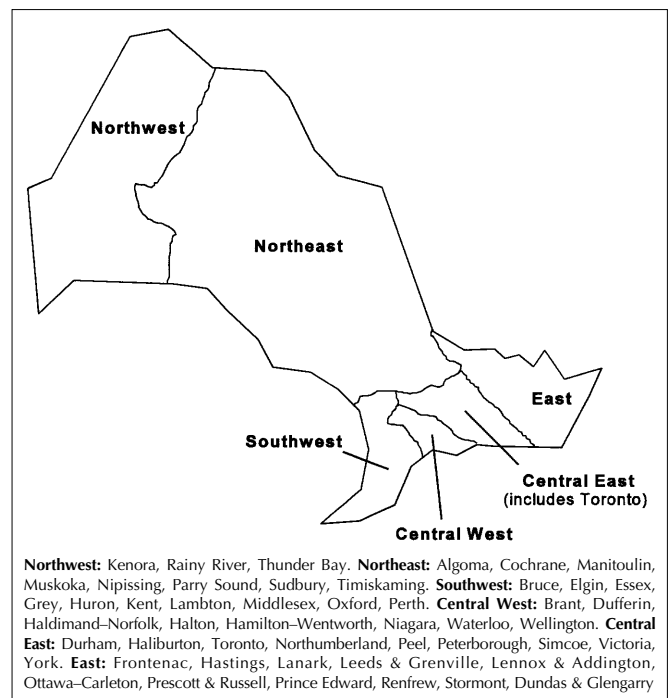 Northwest
Northeast
East
Southwest
Central East
(includes Toronto)
Central West
Northwest: Kenora, Rainy River, Thunder Bay. Northeast: Algoma, Cochrane, Manitoulin,
Muskoka, Nipissing, Parry Sound, Sudbury, Timiskaming. Southwest: Bruce, Elgin, Essex,
Grey, Huron, Kent, Lambton, Middlesex, Oxford, Perth. Central West: Brant, Dufferin,
Haldimand–Norfolk, Halton, Hamilton–Wentworth, Niagara, Waterloo, Wellington. Central
East: Durham, Haliburton, Toronto, Northumberland, Peel, Peterborough, Simcoe, Victoria,
York. East: Frontenac, Hastings, Lanark, Leeds & Grenville, Lennox & Addington,
Ottawa–Carleton, Prescott & Russell, Prince Edward, Renfrew, Stormont, Dundas & Glengarry